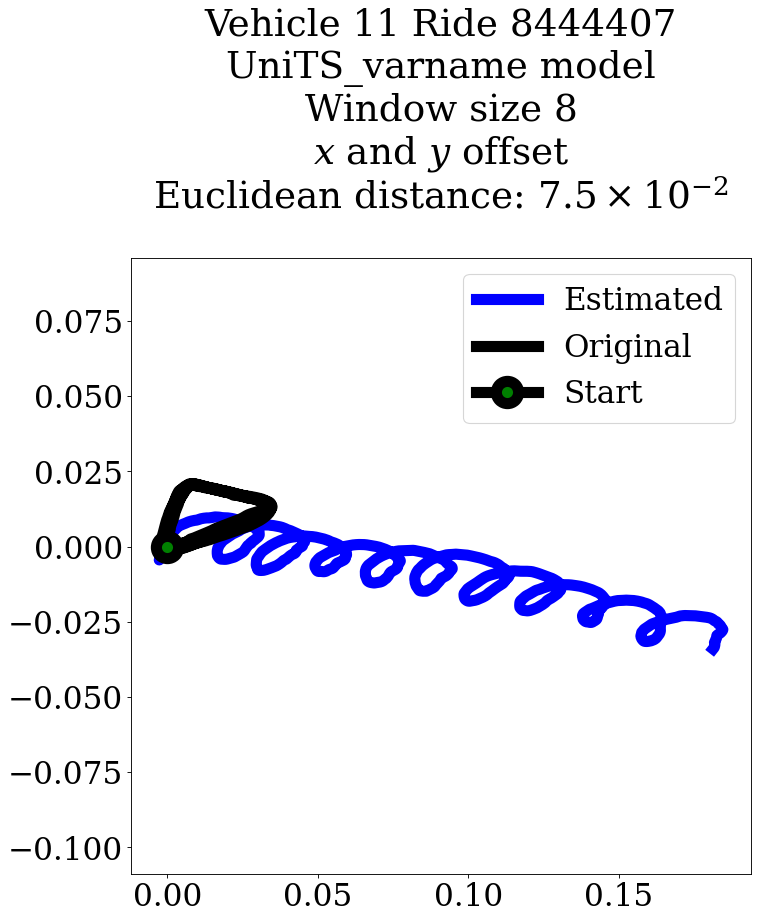 Vehicle 11 Ride 8444407
UniTS_varname model
Window size 8
x and y offset
Euclidean distance: 7.5 × 10⁻²
Estimated
Original
Start
0.075
0.050
0.025
0.000
−0.025
−0.050
−0.075
−0.100
0.00 0.05 0.10 0.15